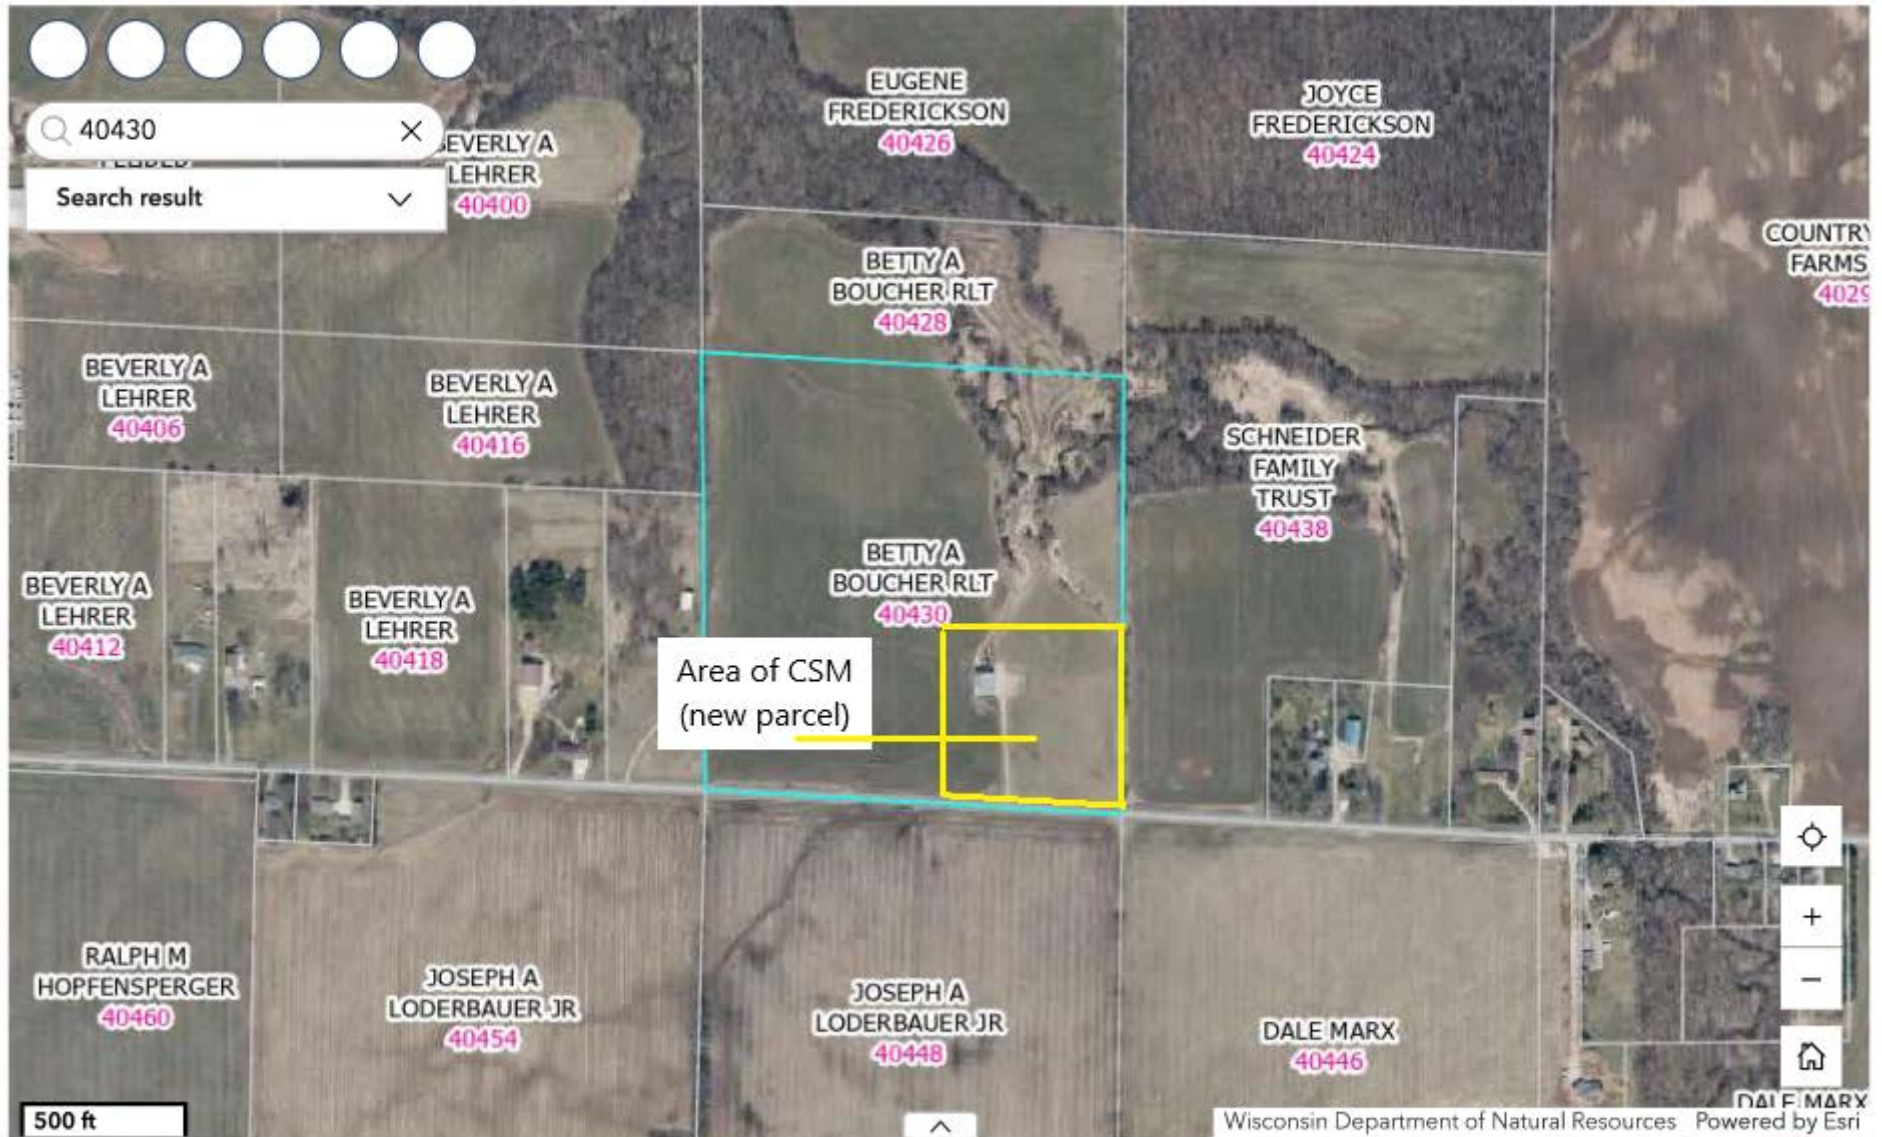 40430
Search result
BEVERLY A
LEHRER
40400
EUGENE
FREDERICKSON
40426
JOYCE
FREDERICKSON
40424
COUNTRY
FARMS
4029
BETTY A
BOUCHER RLT
40428
BEVERLY A
LEHRER
40406
BEVERLY A
LEHRER
40416
SCHNEIDER
FAMILY
TRUST
40438
BETTY A
BOUCHER RLT
40430
BEVERLY A
LEHRER
40412
BEVERLY A
LEHRER
40418
Area of CSM
(new parcel)
RALPH M
HOPFENSPERGER
40460
JOSEPH A
LODERBAUER JR
40454
JOSEPH A
LODERBAUER JR
40448
DALE MARX
40446
DALE MARX
500 ft
Wisconsin Department of Natural Resources Powered by Esri